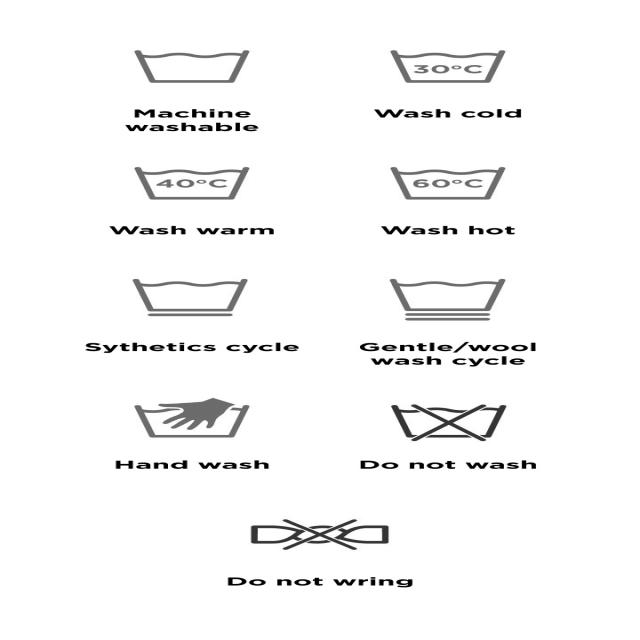 Machine
washable
30°C
Wash cold
40°C
Wash warm
60°C
Wash hot
Sythetics cycle
Gentle/wool
wash cycle
Hand wash
Do not wash
Do not wring